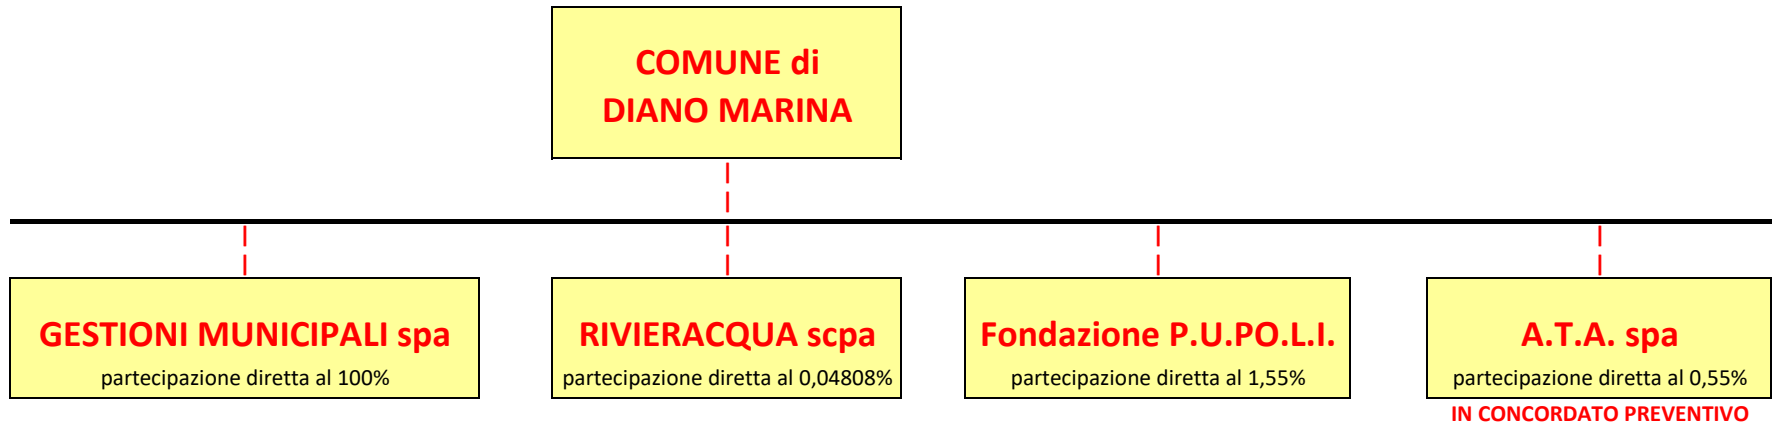 COMUNE di
DIANO MARINA
GESTIONI MUNICIPALI spa
partecipazione diretta al 100%
RIVIERACQUA scpa
partecipazione diretta al 0,04808%
Fondazione P.U.PO.L.I.
partecipazione diretta al 1,55%
A.T.A. spa
partecipazione diretta al 0,55%
IN CONCORDATO PREVENTIVO